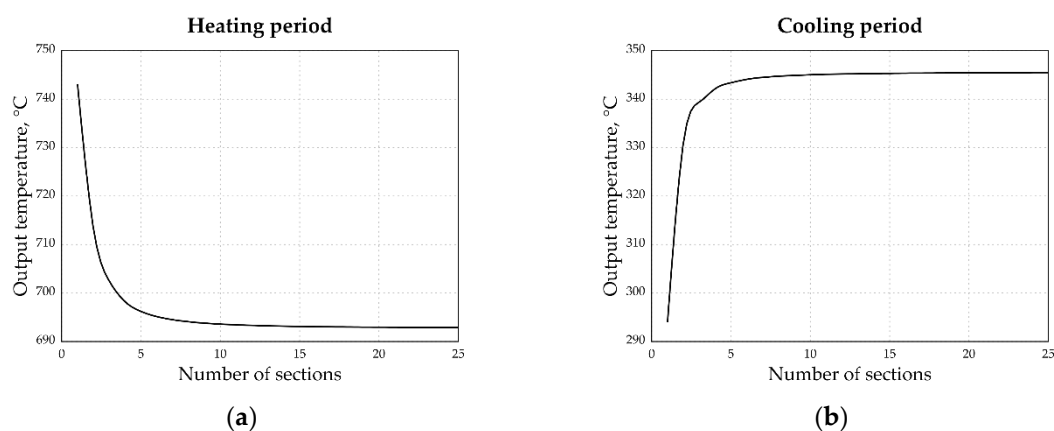 Heating period
Output temperature, °C
750
740
730
720
710
700
690
0 5 10 15 20 25
Number of sections
(a)
Cooling period
Output temperature, °C
350
340
330
320
310
300
290
0 5 10 15 20 25
Number of sections
(b)